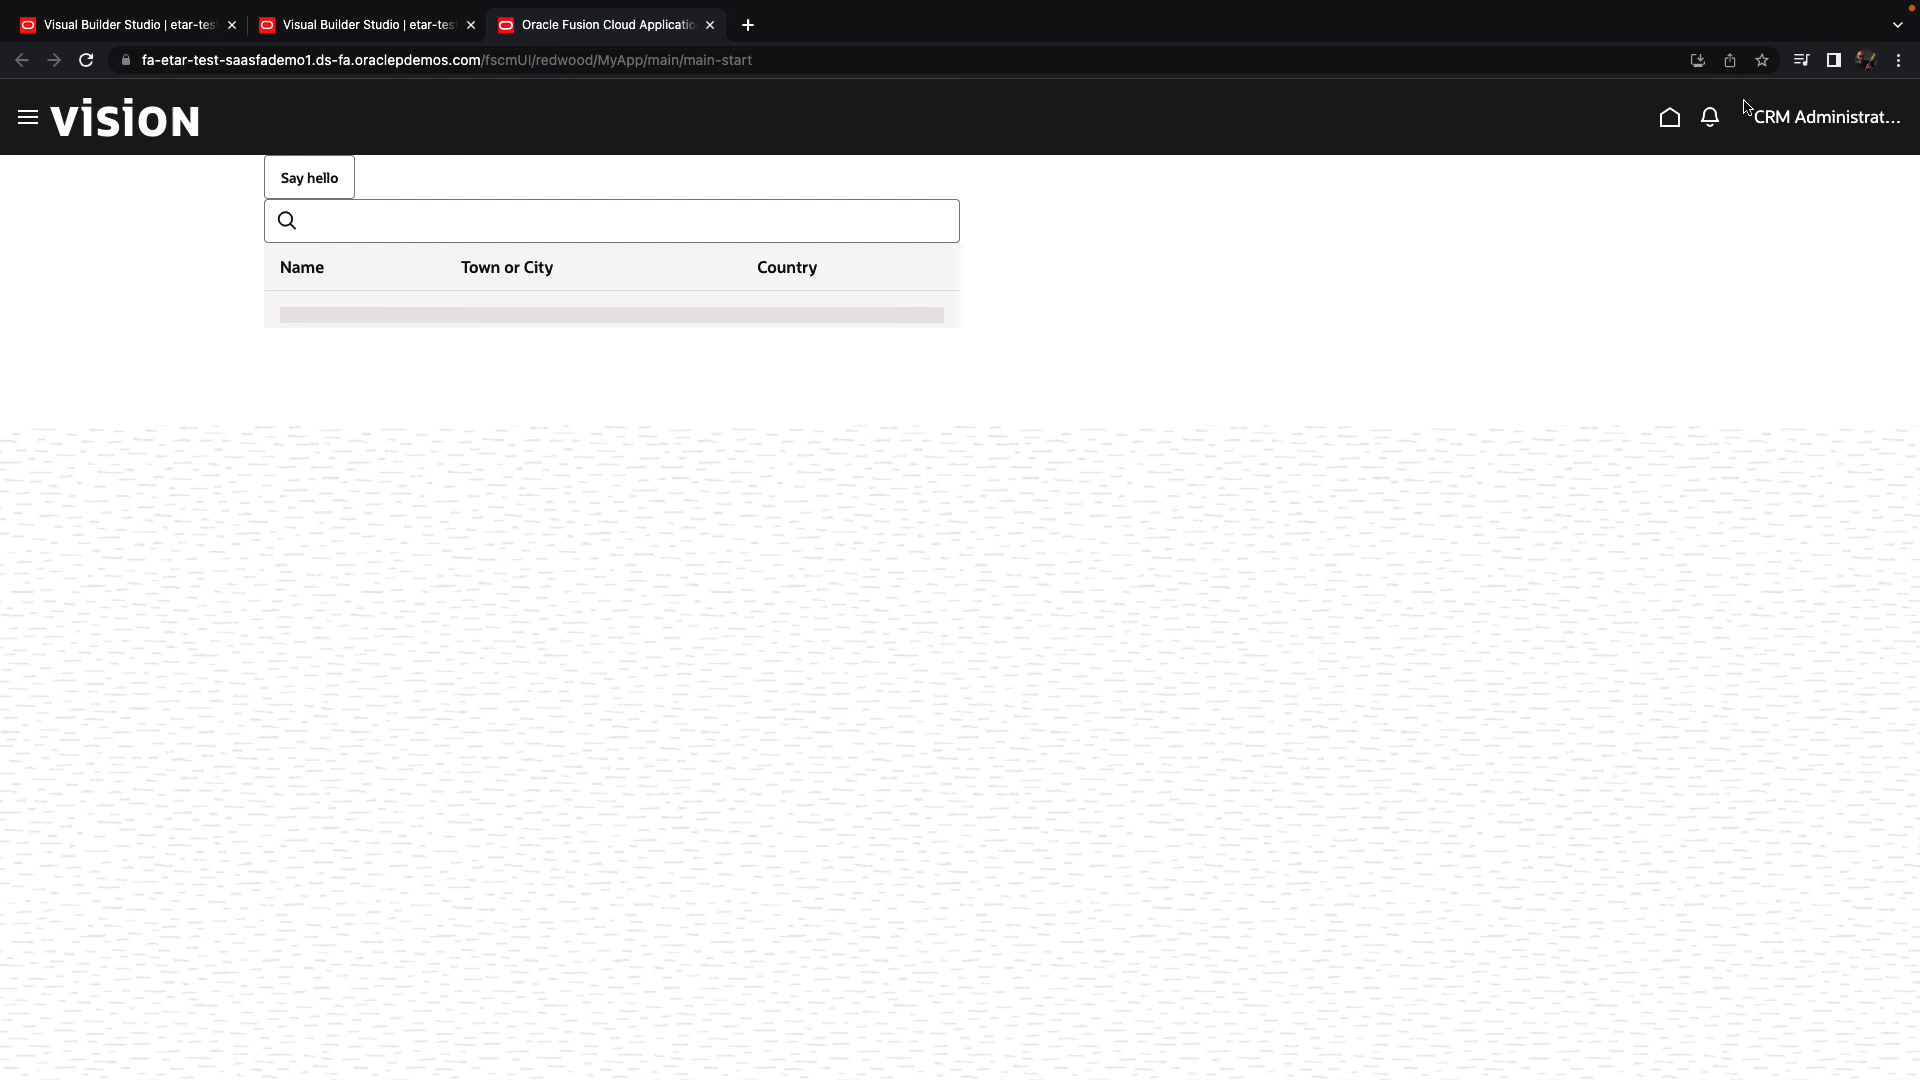 Visual Builder Studio | etar-tes
Visual Builder Studio | etar-tes
Oracle Fusion Cloud Applicatio
fa-etar-test-saasfademo1.ds-fa.oraclepdemos.com/fscmUI/redwood/MyApp/main/main-start
vision
CRM Administrat...
Say hello
Name Town or City Country